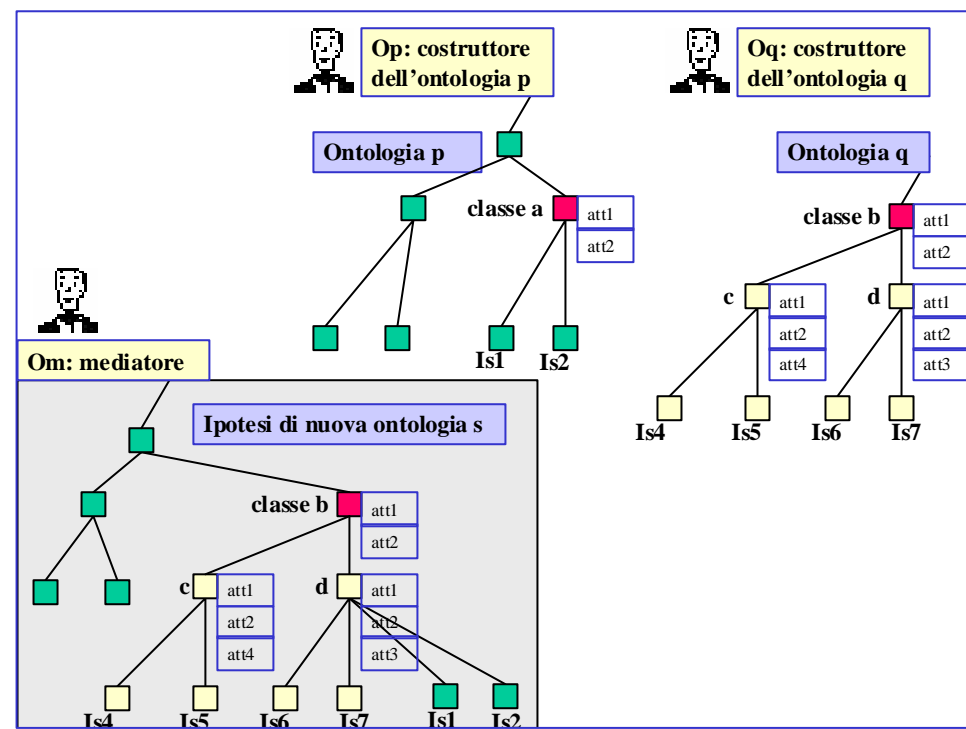 Op: costruttore
dell'ontologia p
Oq: costruttore
dell'ontologia q
Ontologia p
Ontologia q
classe a
att1
att2
classe b
att1
att2
c
att1
att2
att4
d
att1
att2
att3
Is1
Is2
Is4
Is5
Is6
Is7
Om: mediatore
Ipotesi di nuova ontologia s
classe b
att1
att2
c
att1
att2
att4
d
att1
att2
att3
Is4
Is5
Is6
Is7
Is1
Is2